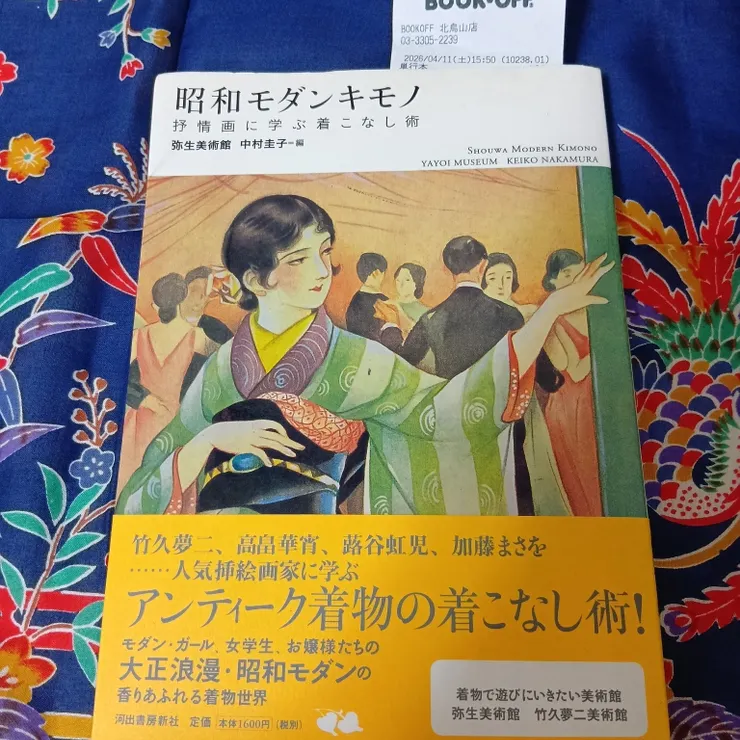 BOOK·OFF
BOOKOFF 北烏山店
03-3305-2239
2026/04/11(土)15:50 (10238.01)
単行本
昭和モダンキモノ
抒情画に学ぶ着こなし術
弥生美術館 中村圭子=編
SHOUWA MODERN KIMONO
YAYOI MUSEUM KEIKO NAKAMURA
竹久夢二、高畠華宵、蕗谷虹児、加藤まさを
……人気挿絵画家に学ぶ
アンティーク着物の着こなし術!
モダン・ガール、女学生、お嬢様たちの
大正浪漫・昭和モダンの
香りあふれる着物世界
河出書房新社 定価 本体1600円(税別)
着物で遊びにいきたい美術館
弥生美術館 竹久夢二美術館